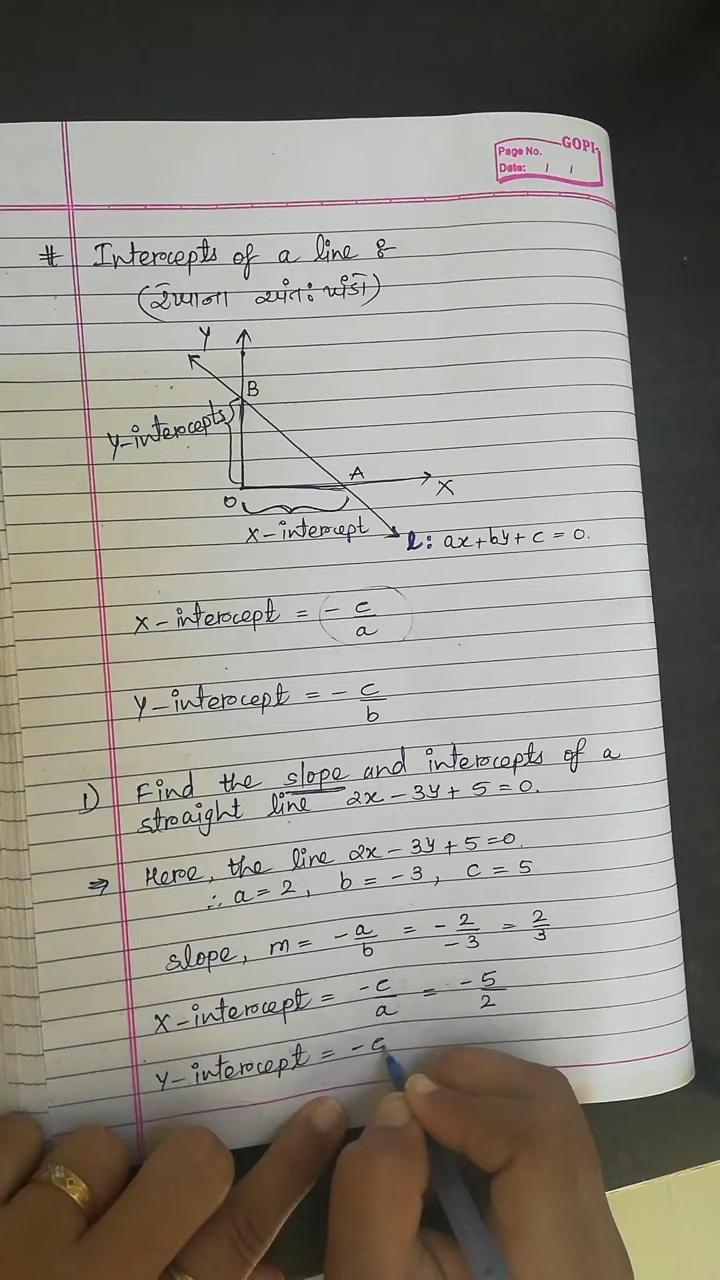 GOPI
Page No.
Date: / /
# Intercepts of a line :-
(રેખાના અંતઃખંડો)
Y
B
Y-intercepts
A
X
O
X-intercept
l: ax+by+c=0.
X-intercept = - c/a
Y-intercept = - c/b
1) Find the slope and intercepts of a
straight line 2x-3y+5=0.
⇒ Here, the line 2x-3y+5=0.
∴ a=2, b=-3, c=5
slope, m = -a/b = - 2/-3 = 2/3
X-intercept = -c/a = -5/2
Y-intercept = -c